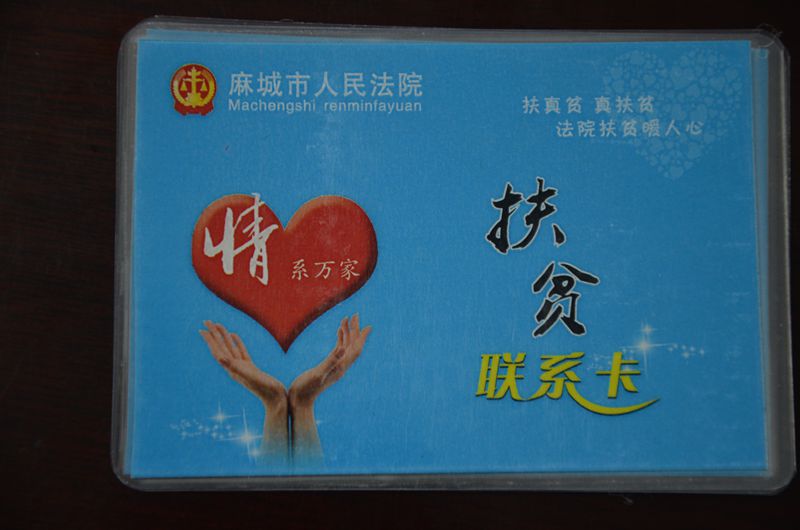 麻城市人民法院
Machengshi renminfayuan
扶真贫 真扶贫
法院扶贫暖人心
情系万家
扶贫
联系卡